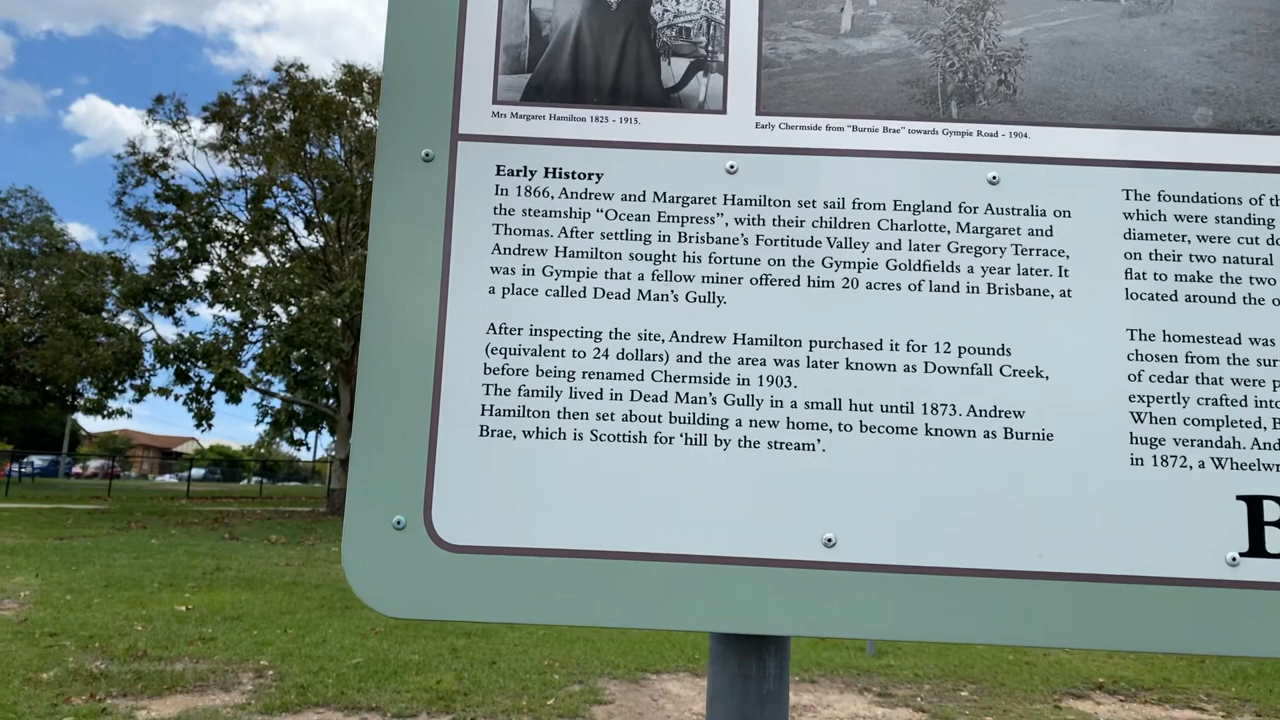 Mrs Margaret Hamilton 1825 - 1915.
Early Chermside from "Burnie Brae" towards Gympie Road - 1904.
Early History
In 1866, Andrew and Margaret Hamilton set sail from England for Australia on
the steamship “Ocean Empress”, with their children Charlotte, Margaret and
Thomas. After settling in Brisbane’s Fortitude Valley and later Gregory Terrace,
Andrew Hamilton sought his fortune on the Gympie Goldfields a year later. It
was in Gympie that a fellow miner offered him 20 acres of land in Brisbane, at
a place called Dead Man’s Gully.
After inspecting the site, Andrew Hamilton purchased it for 12 pounds
(equivalent to 24 dollars) and the area was later known as Downfall Creek,
before being renamed Chermside in 1903.
The family lived in Dead Man’s Gully in a small hut until 1873. Andrew
Hamilton then set about building a new home, to become known as Burnie
Brae, which is Scottish for ‘hill by the stream’.
The foundations of
which were standing
diameter, were cut
on their two natural
flat to make the two
located around the
The homestead was
chosen from the
of cedar that were
expertly crafted
When completed,
huge verandah.
in 1872, a
B